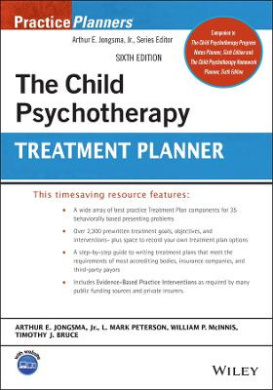 PracticePlanners
Arthur E. Jongsma, Jr., Series Editor
Companion to
The Child Psychotherapy Progress
Notes Planner, Sixth Edition and
The Child Psychotherapy Homework
Planner, Sixth Edition
SIXTH EDITION
The Child
Psychotherapy
TREATMENT PLANNER
This timesaving resource features:
• A wide array of best practice Treatment Plan components for 35
behaviorally based presenting problems
• Over 2,300 prewritten treatment goals, objectives, and
interventions– plus space to record your own treatment plan options
• A step-by-step guide to writing treatment plans that meet the
requirements of most accrediting bodies, insurance companies, and
third-party payors
• Includes Evidence-Based Practice Interventions as required by many
public funding sources and private insurers
with website
ARTHUR E. JONGSMA, JR., L. MARK PETERSON, WILLIAM P. McINNIS,
TIMOTHY J. BRUCE
WILEY